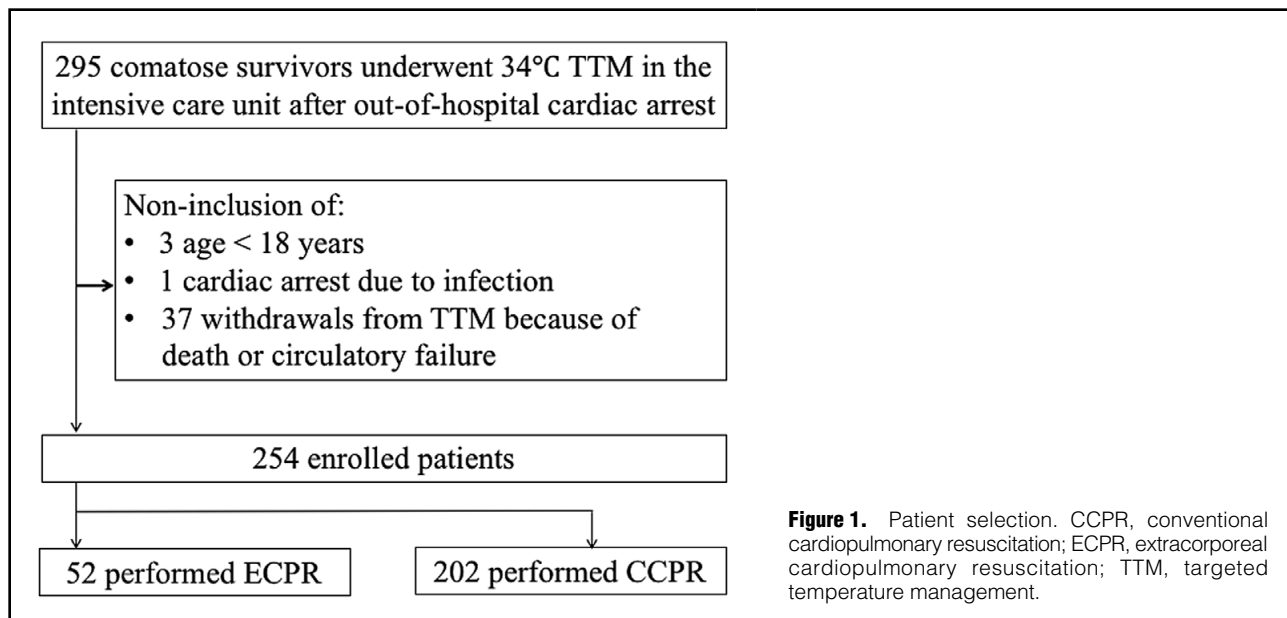 295 comatose survivors underwent 34℃ TTM in the
intensive care unit after out-of-hospital cardiac arrest
Non-inclusion of:
• 3 age < 18 years
• 1 cardiac arrest due to infection
• 37 withdrawals from TTM because of
death or circulatory failure
254 enrolled patients
52 performed ECPR
202 performed CCPR
Figure 1. Patient selection. CCPR, conventional
cardiopulmonary resuscitation; ECPR, extracorporeal
cardiopulmonary resuscitation; TTM, targeted
temperature management.